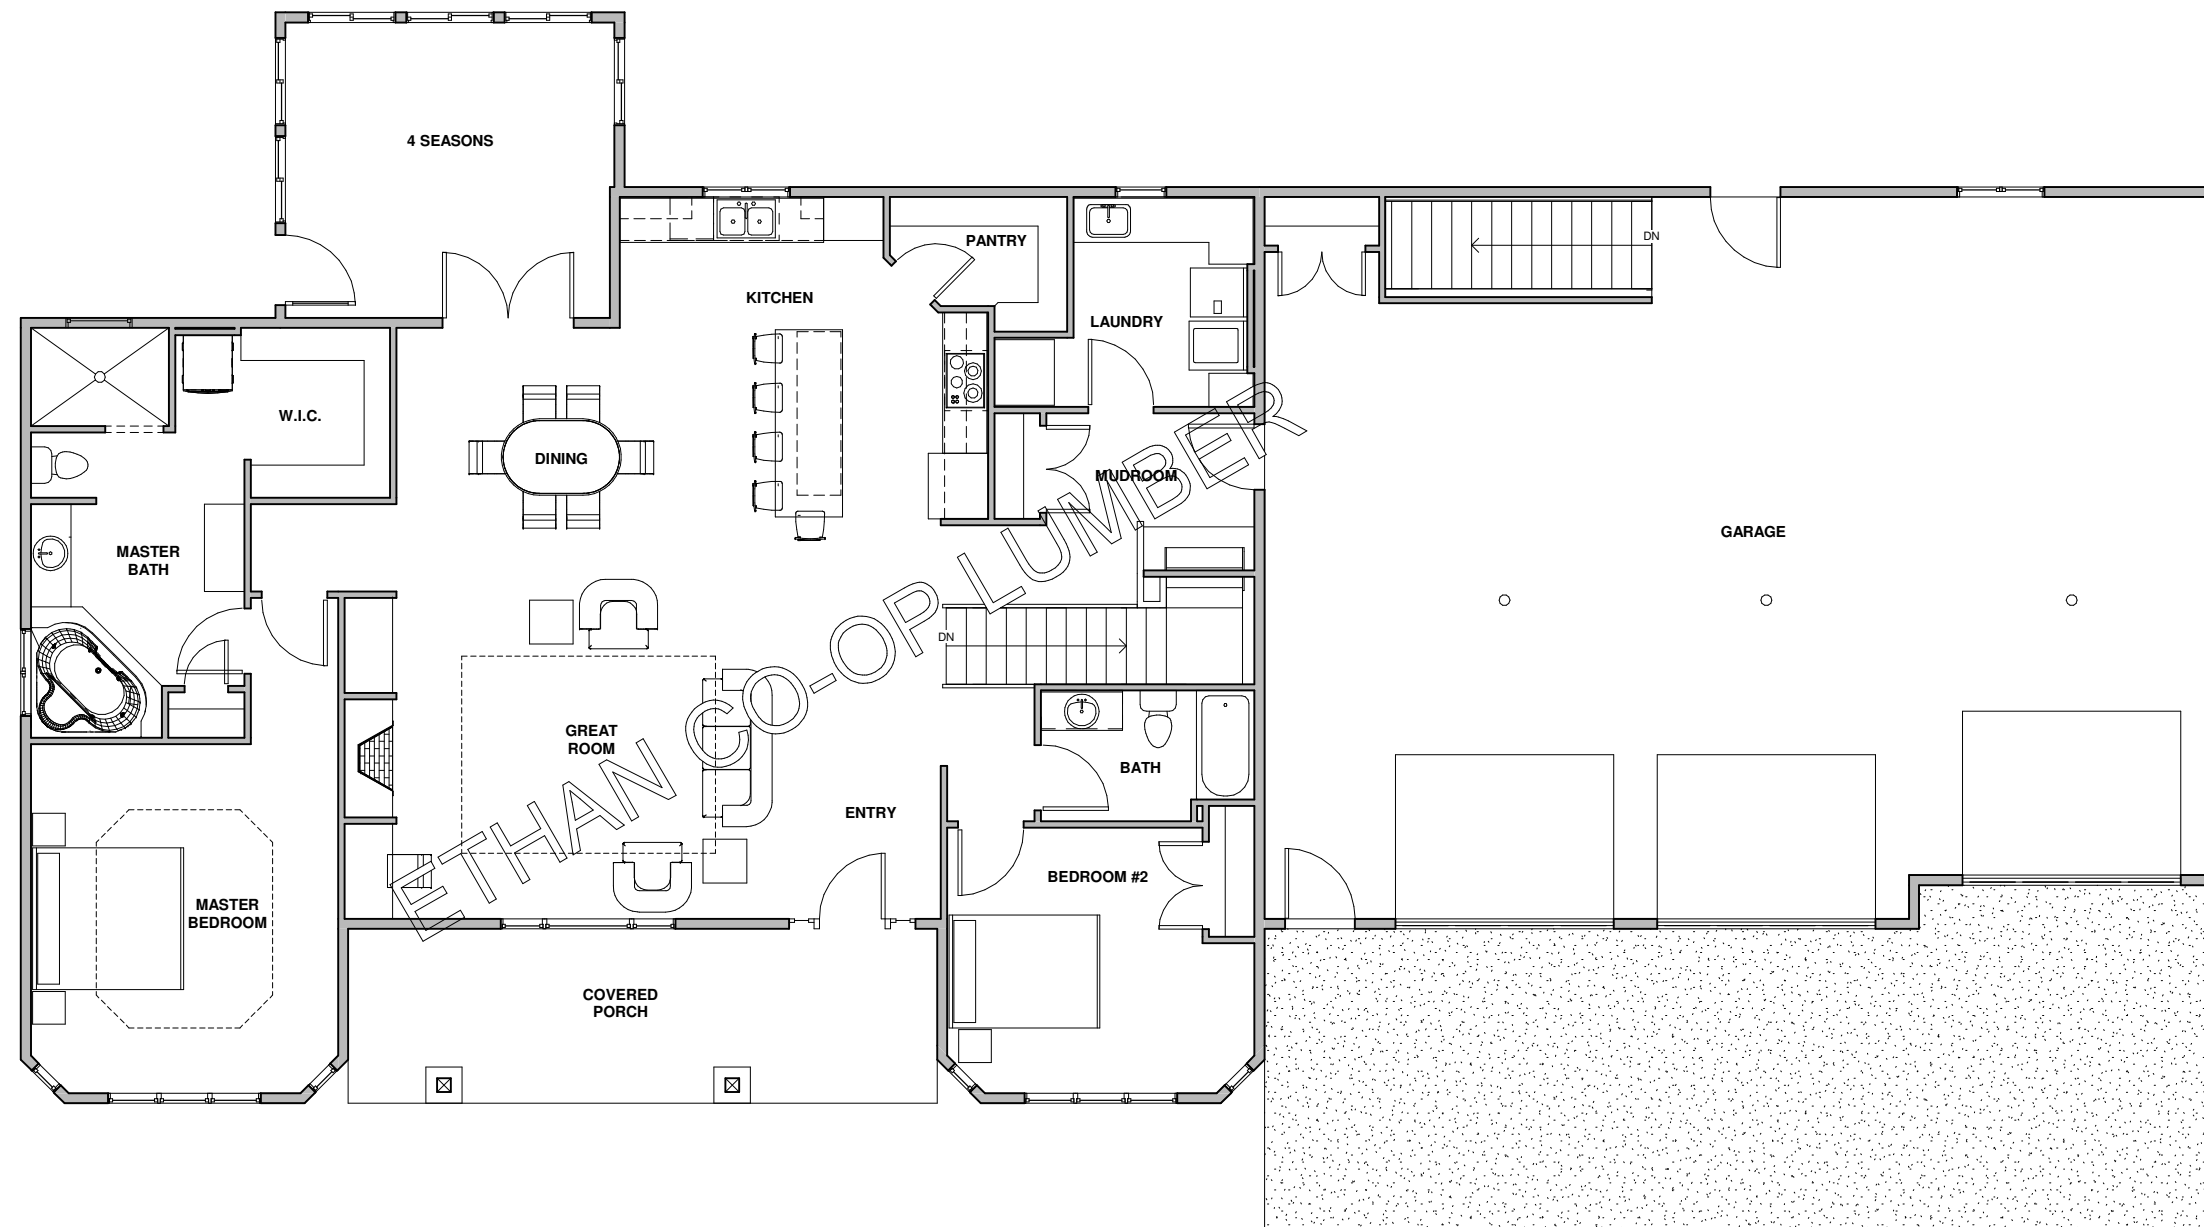 4 SEASONS
PANTRY
DN
KITCHEN
LAUNDRY
W.I.C.
DINING
MUDROOM
GARAGE
MASTER
BATH
DN
GREAT
ROOM
BATH
ENTRY
BEDROOM #2
MASTER
BEDROOM
COVERED
PORCH
ETHAN CO-OP LUMBER